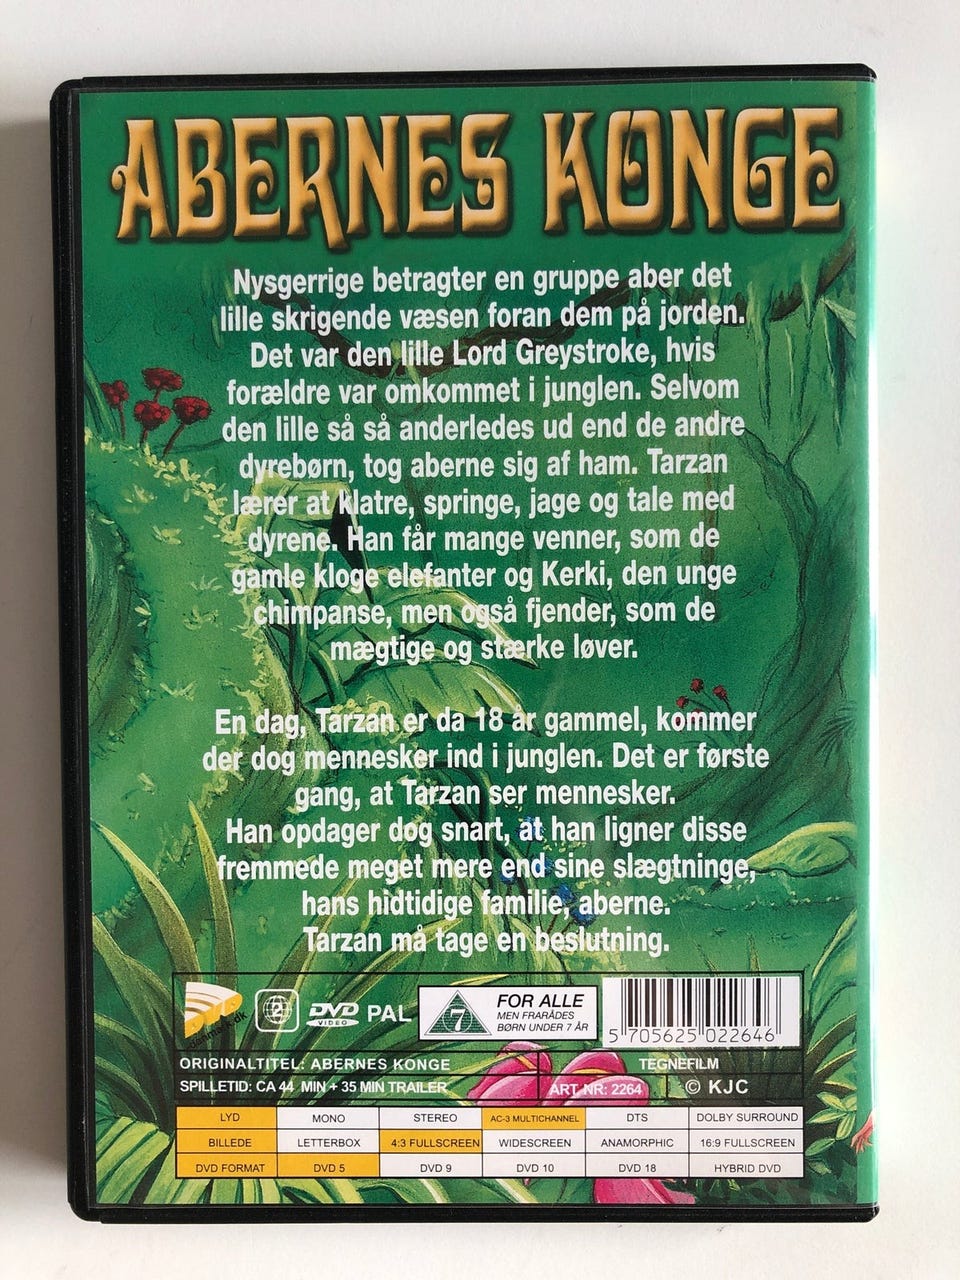 ABERNES KONGE
Nysgerrige betragter en gruppe aber det
lille skrigende væsen foran dem på jorden.
Det var den lille Lord Greystroke, hvis
forældre var omkommet i junglen. Selvom
den lille så så anderledes ud end de andre
dyrebørn, tog aberne sig af ham. Tarzan
lærer at klatre, springe, jage og tale med
dyrene. Han får mange venner, som de
gamle kloge elefanter og Kerki, den unge
chimpanse, men også fjender, som de
mægtige og stærke løver.
En dag, Tarzan er da 18 år gammel, kommer
der dog mennesker ind i junglen. Det er første
gang, at Tarzan ser mennesker.
Han opdager dog snart, at han ligner disse
fremmede meget mere end sine slægtninge,
hans hidtidige familie, aberne.
Tarzan må tage en beslutning.
2 DVD VIDEO PAL 7 FOR ALLE
MEN FRARÅDES
BØRN UNDER 7 ÅR
5 705625 022646
ORIGINALTITEL: ABERNES KONGE TEGNEFILM
SPILLETID: CA 44 MIN + 35 MIN TRAILER ART. NR: 2264 © KJC
LYD MONO STEREO AC-3 MULTICHANNEL DTS DOLBY SURROUND
BILLEDE LETTERBOX 4:3 FULLSCREEN WIDESCREEN ANAMORPHIC 16:9 FULLSCREEN
DVD FORMAT DVD 5 DVD 9 DVD 10 DVD 18 HYBRID DVD